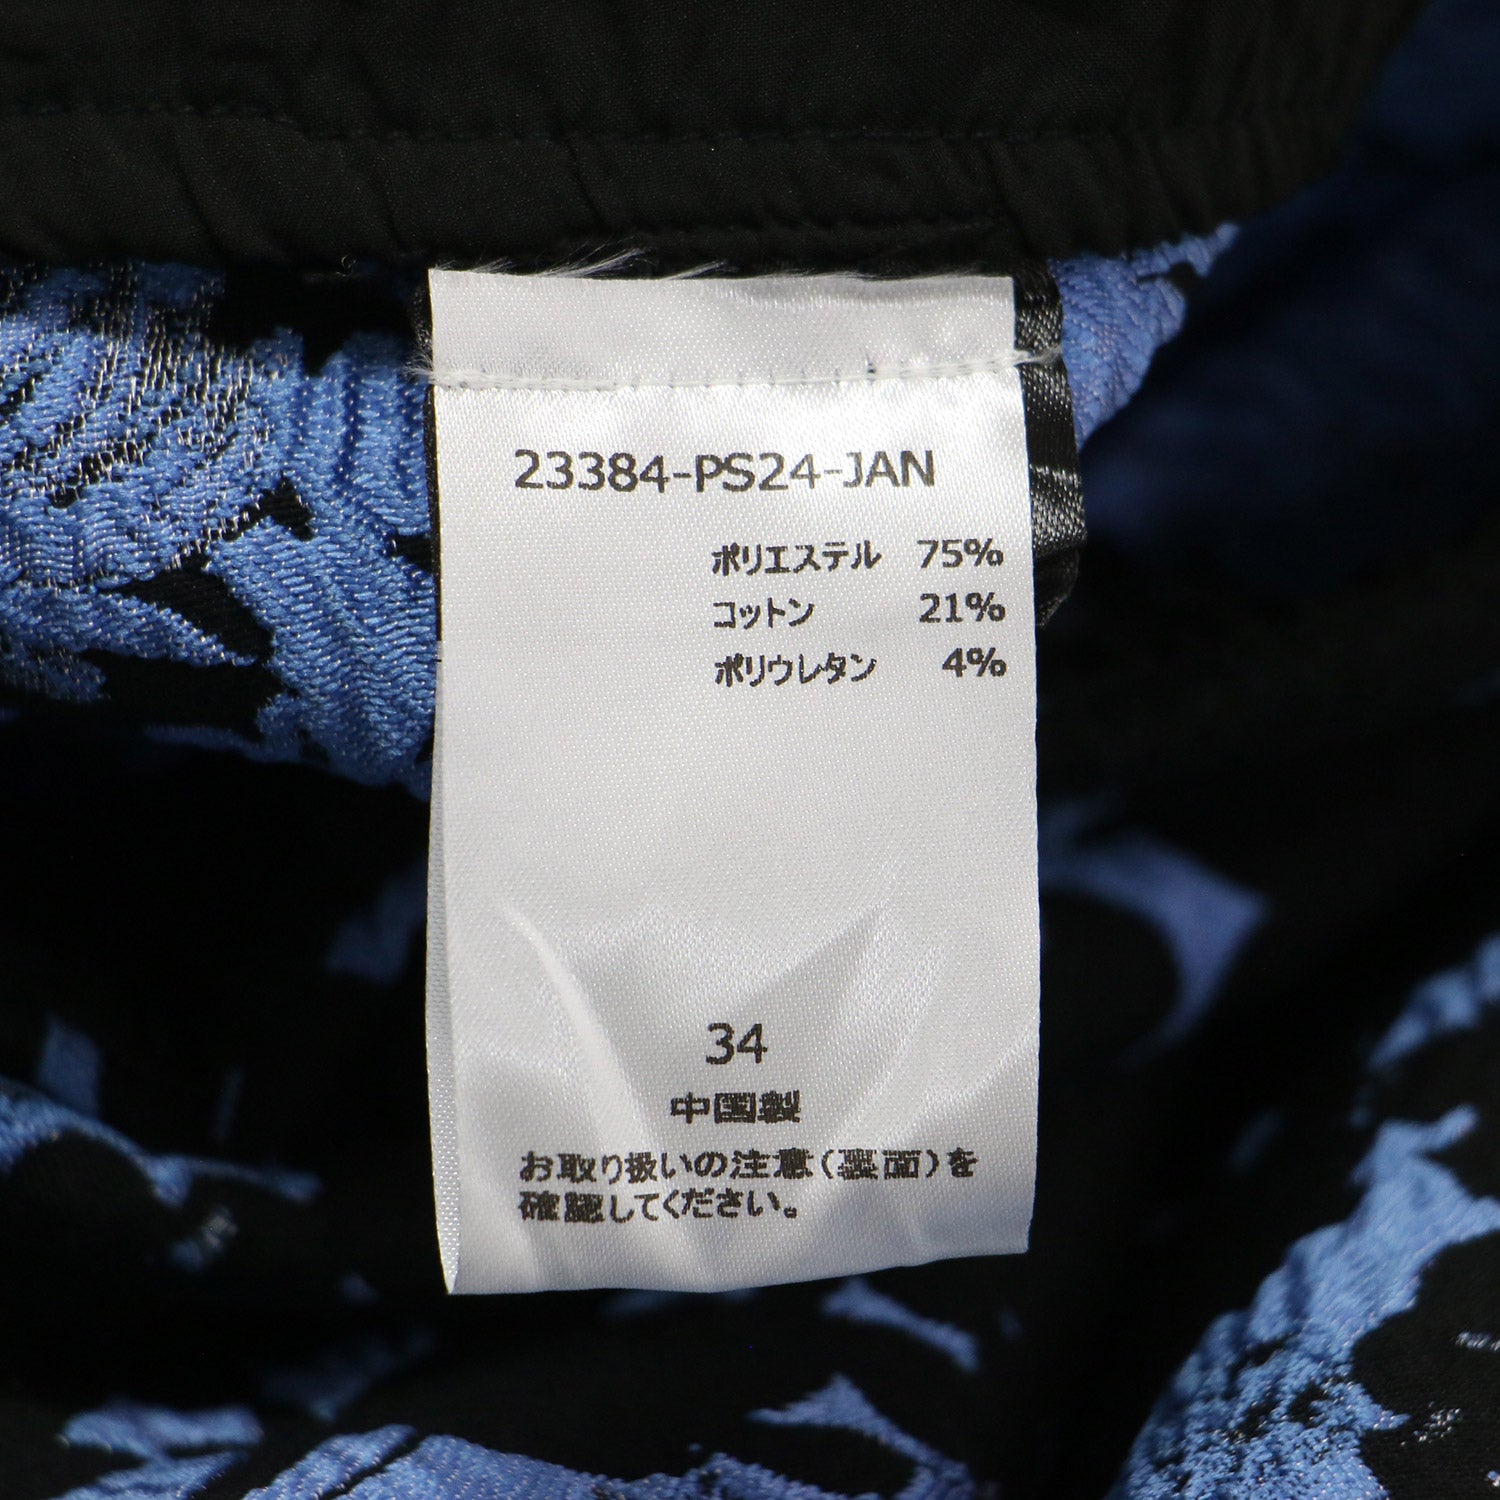 23384-PS24-JAN
ポリエステル 75%
コットン 21%
ポリウレタン 4%
34
中国製
お取り扱いの注意(裏面)を
確認してください。